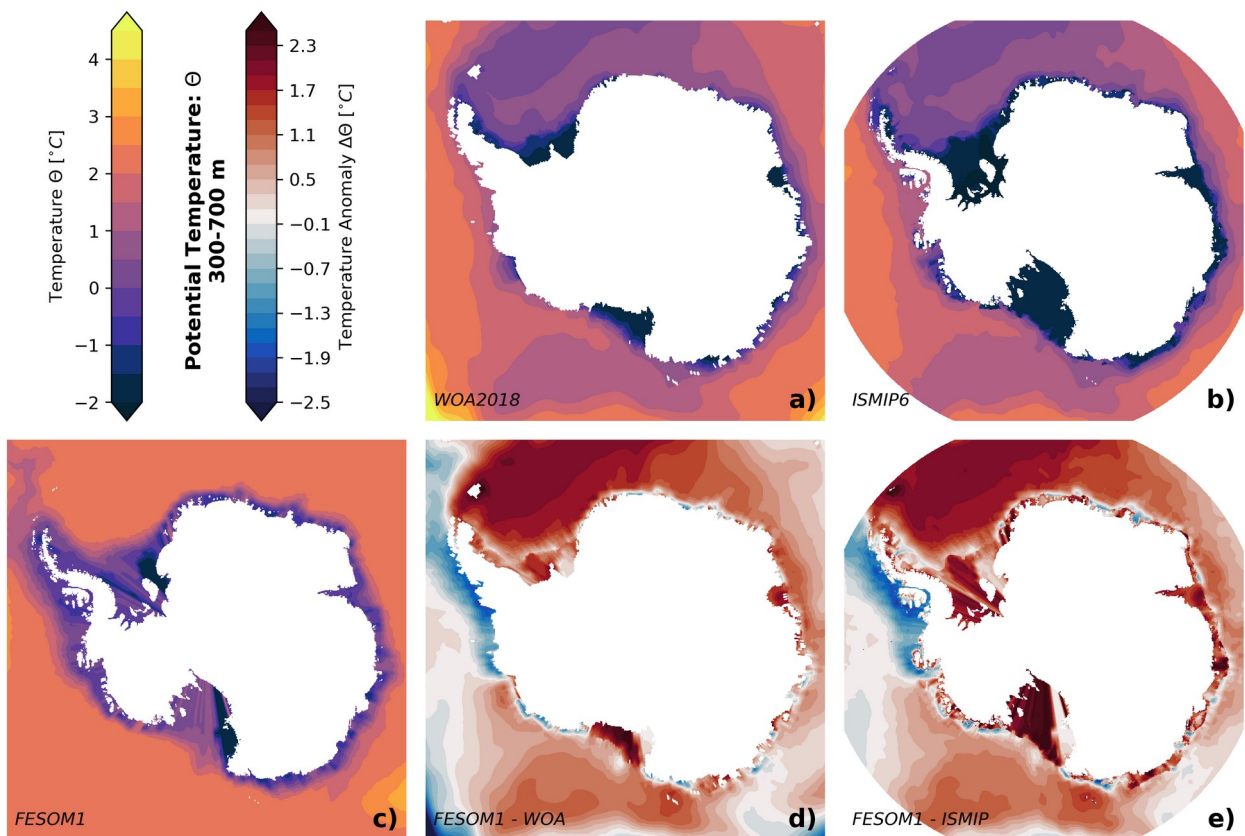 4
3
2
1
0
−1
−2
Temperature Θ [°C]
Potential Temperature: Θ
300-700 m
2.3
1.7
1.1
0.5
−0.1
−0.7
−1.3
−1.9
−2.5
Temperature Anomaly ΔΘ [°C]
WOA2018
a)
ISMIP6
b)
FESOM1
c)
FESOM1 - WOA
d)
FESOM1 - ISMIP
e)